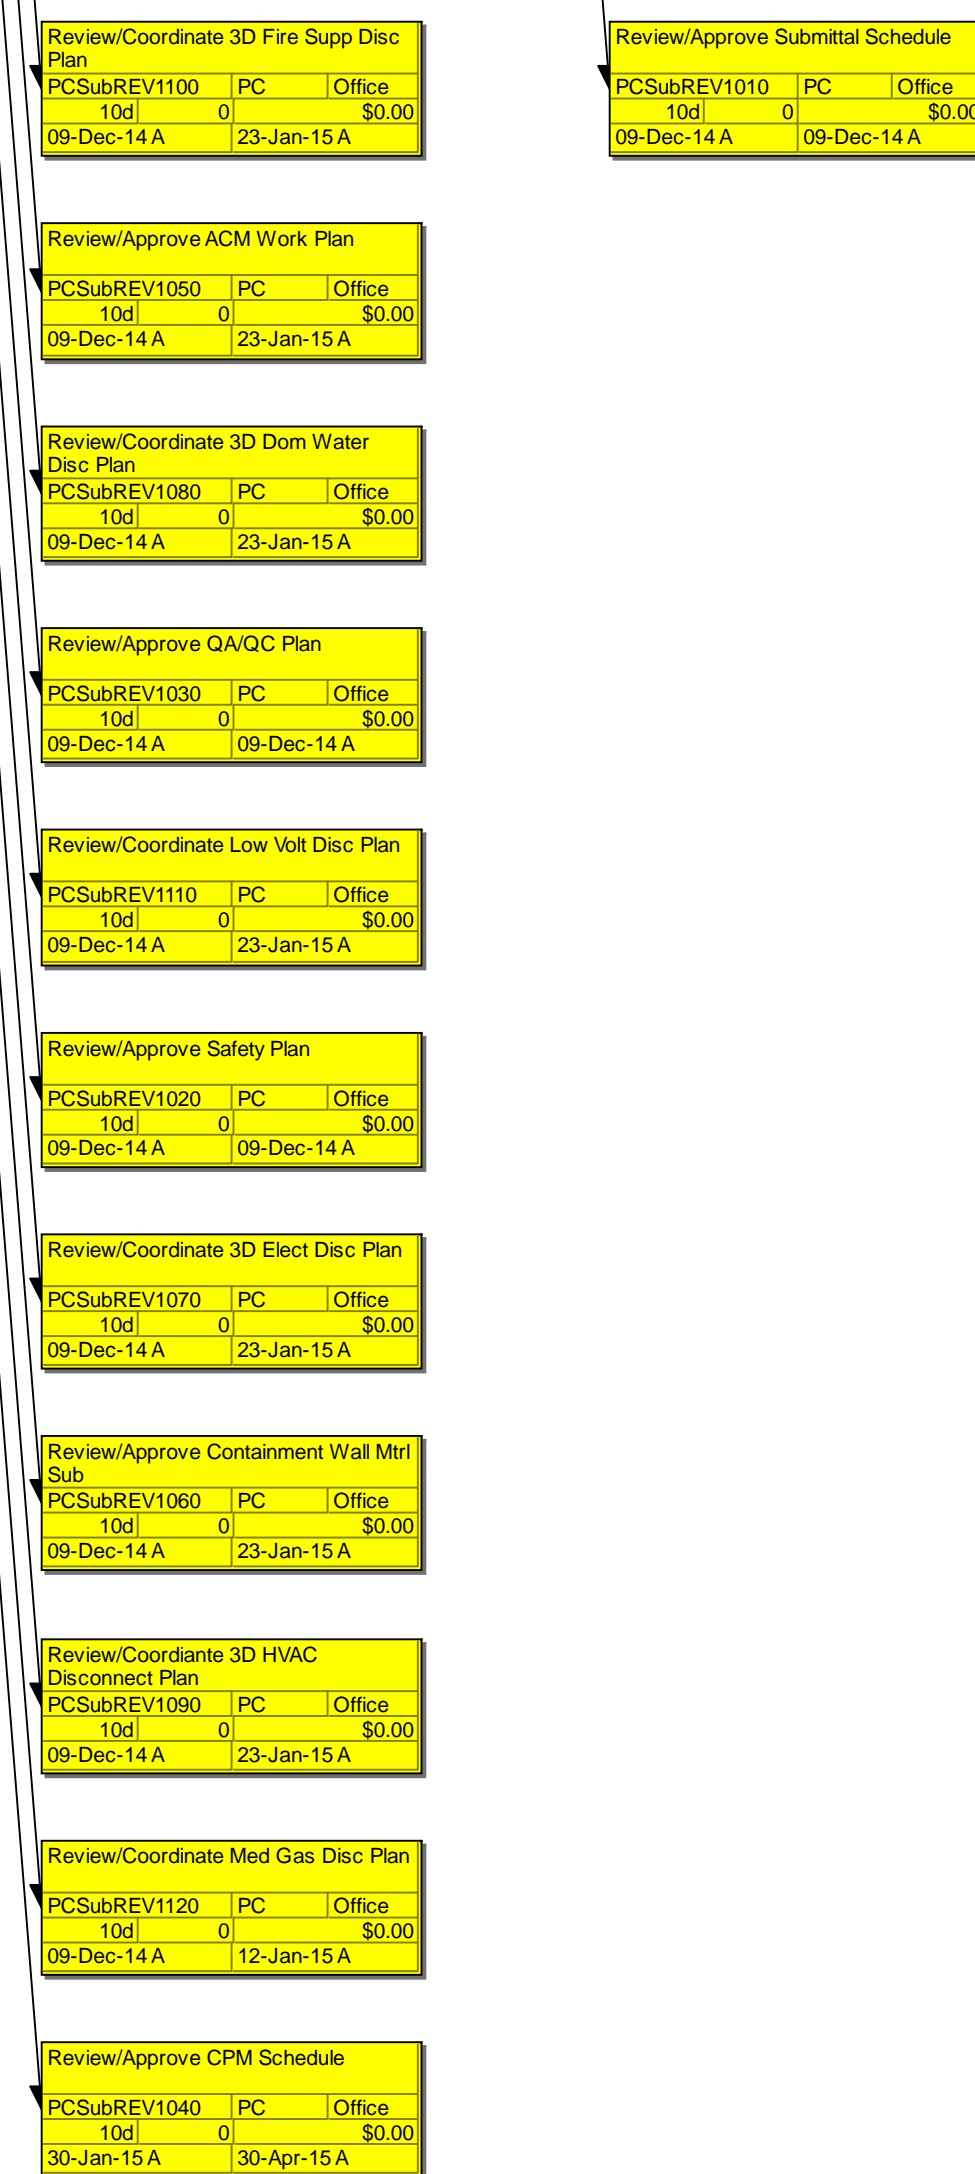 Review/Coordinate 3D Fire Supp Disc
Plan
PCSubREV1100 PC Office
10d 0 $0.00
09-Dec-14 A 23-Jan-15 A
Review/Approve Submittal Schedule
PCSubREV1010 PC Office
10d 0 $0.00
09-Dec-14 A 09-Dec-14 A
Review/Approve ACM Work Plan
PCSubREV1050 PC Office
10d 0 $0.00
09-Dec-14 A 23-Jan-15 A
Review/Coordinate 3D Dom Water
Disc Plan
PCSubREV1080 PC Office
10d 0 $0.00
09-Dec-14 A 23-Jan-15 A
Review/Approve QA/QC Plan
PCSubREV1030 PC Office
10d 0 $0.00
09-Dec-14 A 09-Dec-14 A
Review/Coordinate Low Volt Disc Plan
PCSubREV1110 PC Office
10d 0 $0.00
09-Dec-14 A 23-Jan-15 A
Review/Approve Safety Plan
PCSubREV1020 PC Office
10d 0 $0.00
09-Dec-14 A 09-Dec-14 A
Review/Coordinate 3D Elect Disc Plan
PCSubREV1070 PC Office
10d 0 $0.00
09-Dec-14 A 23-Jan-15 A
Review/Approve Containment Wall Mtrl
Sub
PCSubREV1060 PC Office
10d 0 $0.00
09-Dec-14 A 23-Jan-15 A
Review/Coordiante 3D HVAC
Disconnect Plan
PCSubREV1090 PC Office
10d 0 $0.00
09-Dec-14 A 23-Jan-15 A
Review/Coordinate Med Gas Disc Plan
PCSubREV1120 PC Office
10d 0 $0.00
09-Dec-14 A 12-Jan-15 A
Review/Approve CPM Schedule
PCSubREV1040 PC Office
10d 0 $0.00
30-Jan-15 A 30-Apr-15 A